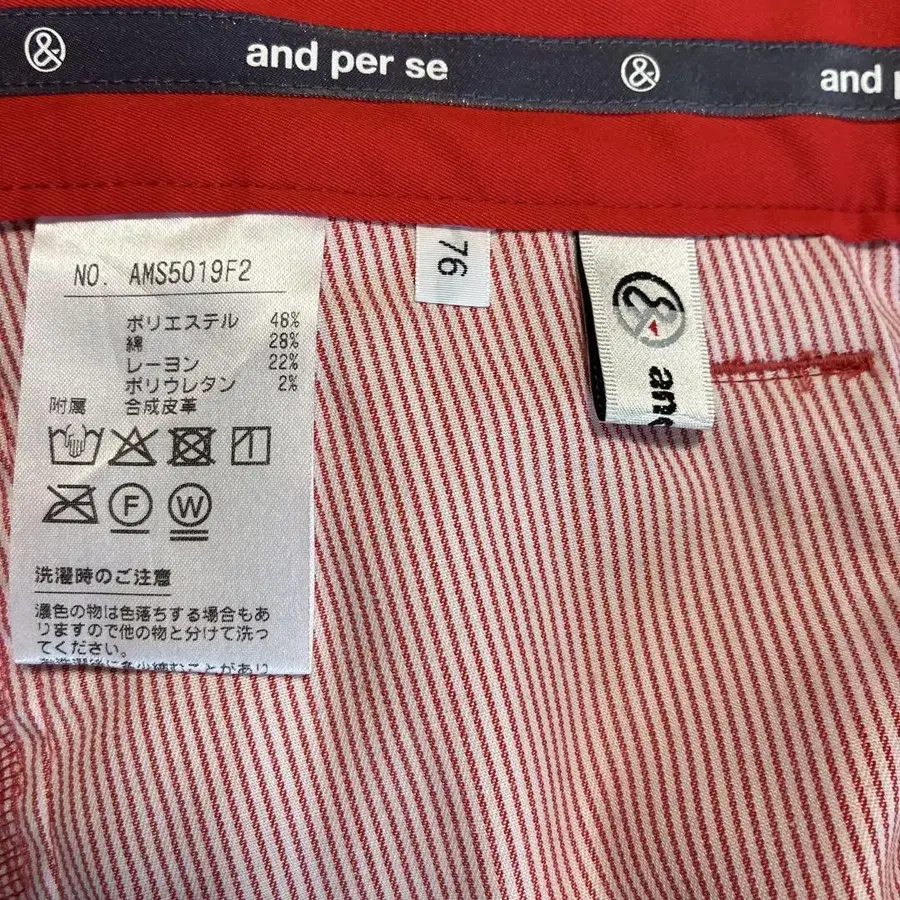 & and per se & and p
NO. AMS5019F2
ポリエステル 48%
綿 28%
レーヨン 22%
ポリウレタン 2%
附属 合成皮革
F W
洗濯時のご注意
濃色の物は色落ちする場合もあ
りますので他の物と分けて洗っ
てください。
76
& and